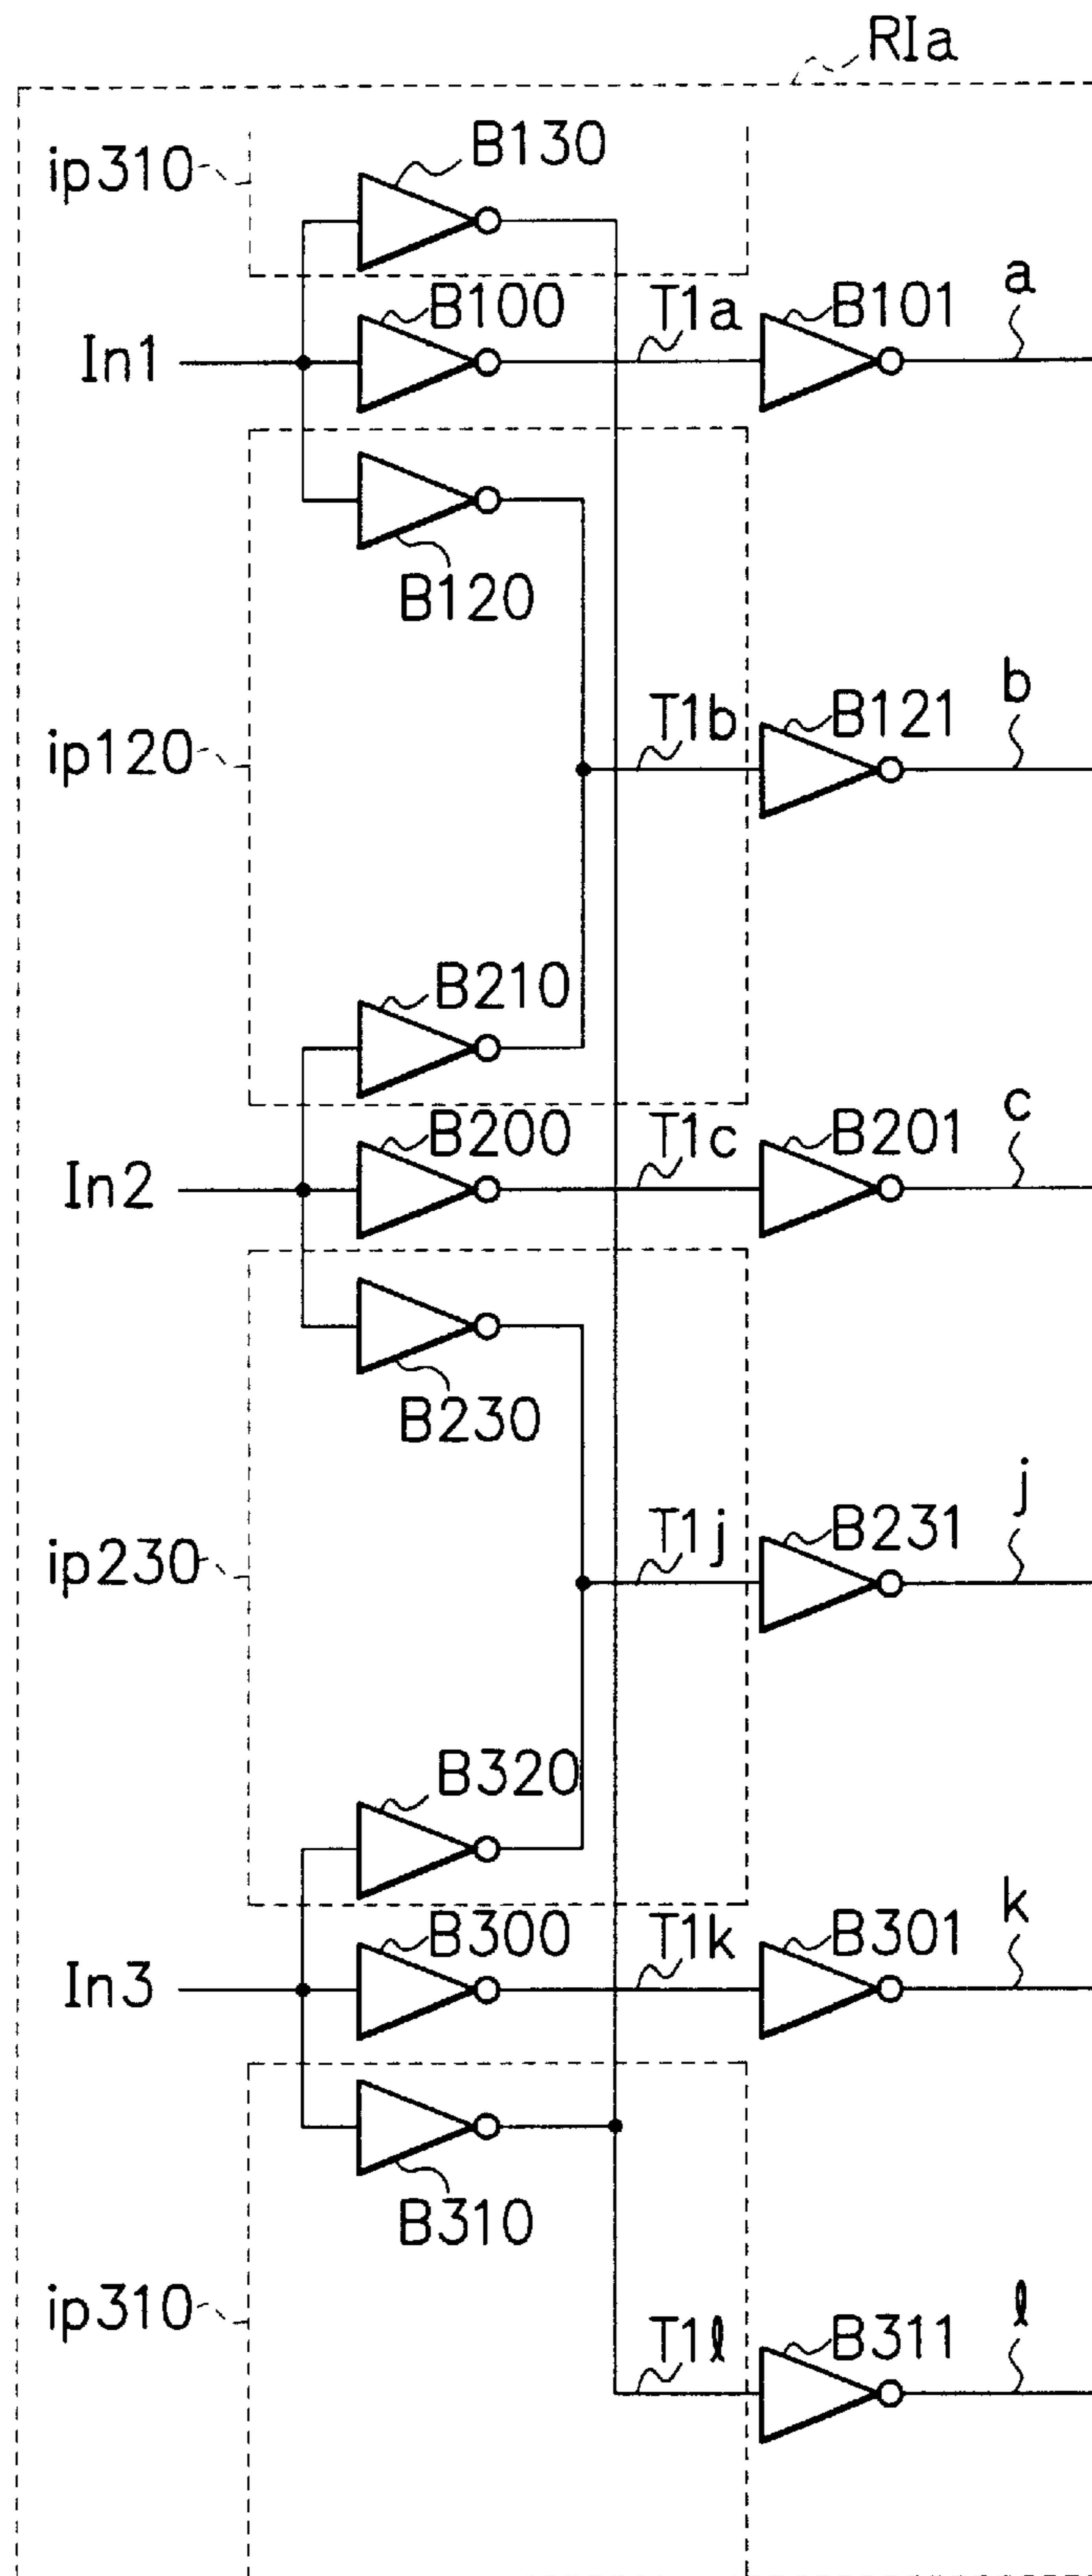 RIa
ip310
B130
In1
B100
T1a
B101
a
B120
ip120
T1b
B121
b
B210
In2
B200
T1c
B201
c
B230
ip230
T1j
B231
j
B320
In3
B300
T1k
B301
k
B310
ip310
T1ℓ
B311
ℓ